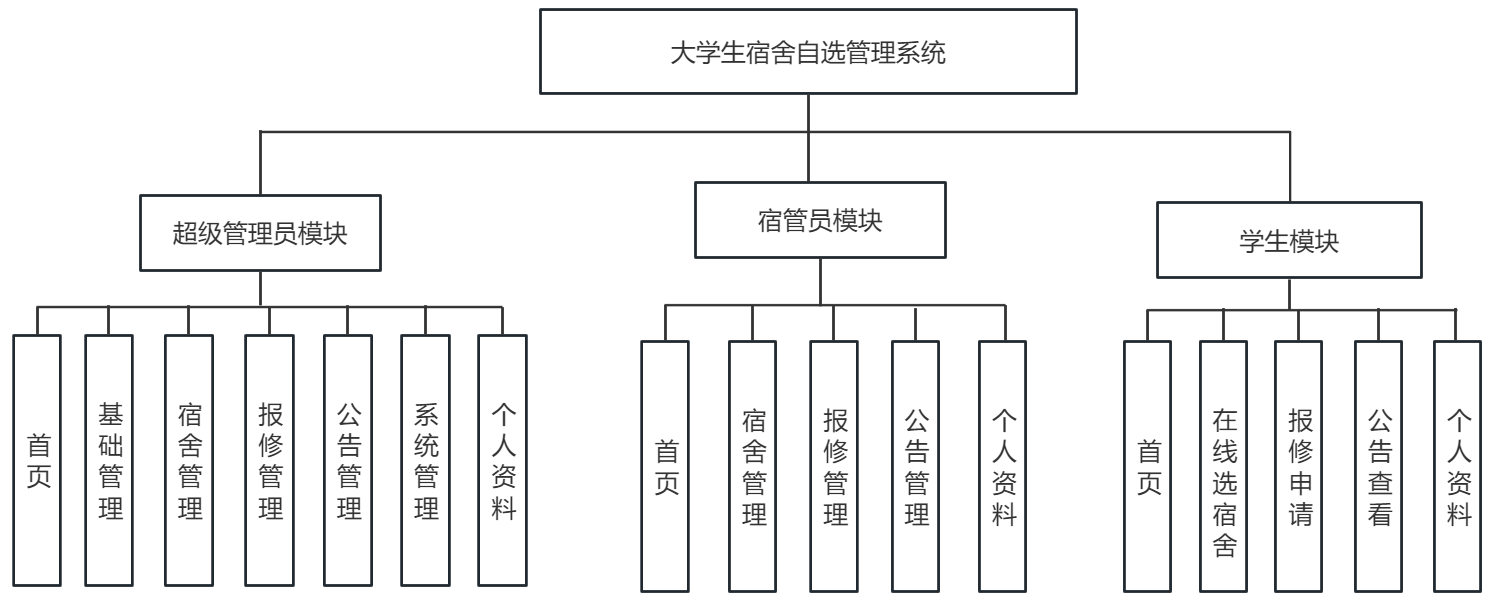 大学生宿舍自选管理系统
超级管理员模块
宿管员模块
学生模块
首页
基础管理
宿舍管理
报修管理
公告管理
系统管理
个人资料
首页
宿舍管理
报修管理
公告管理
个人资料
首页
在线选宿舍
报修申请
公告查看
个人资料